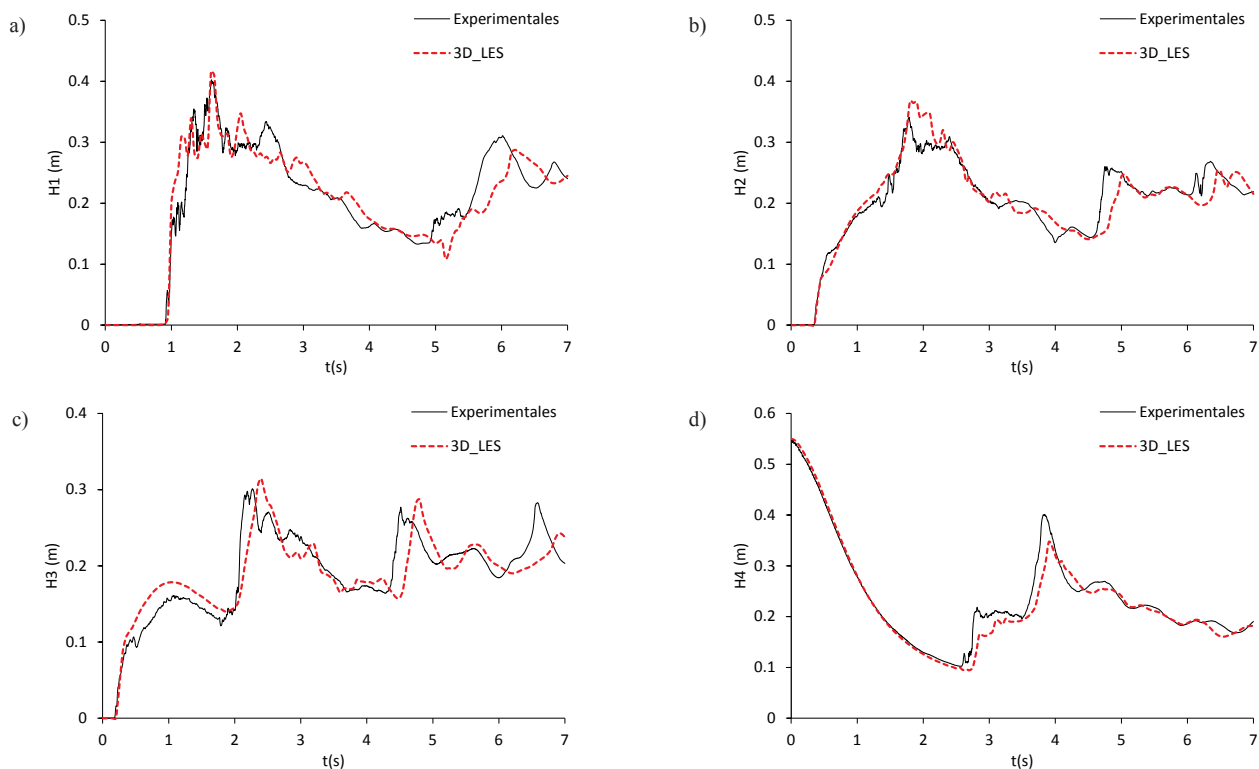 a)
Experimentales
3D_LES
H1 (m)
0.5
0.4
0.3
0.2
0.1
0
0 1 2 3 4 5 6 7
t(s)
b)
Experimentales
3D_LES
H2 (m)
0.5
0.4
0.3
0.2
0.1
0
0 1 2 3 4 5 6 7
t(s)
c)
Experimentales
3D_LES
H3 (m)
0.4
0.3
0.2
0.1
0
0 1 2 3 4 5 6 7
t(s)
d)
Experimentales
3D_LES
H4 (m)
0.6
0.5
0.4
0.3
0.2
0.1
0
0 1 2 3 4 5 6 7
t(s)